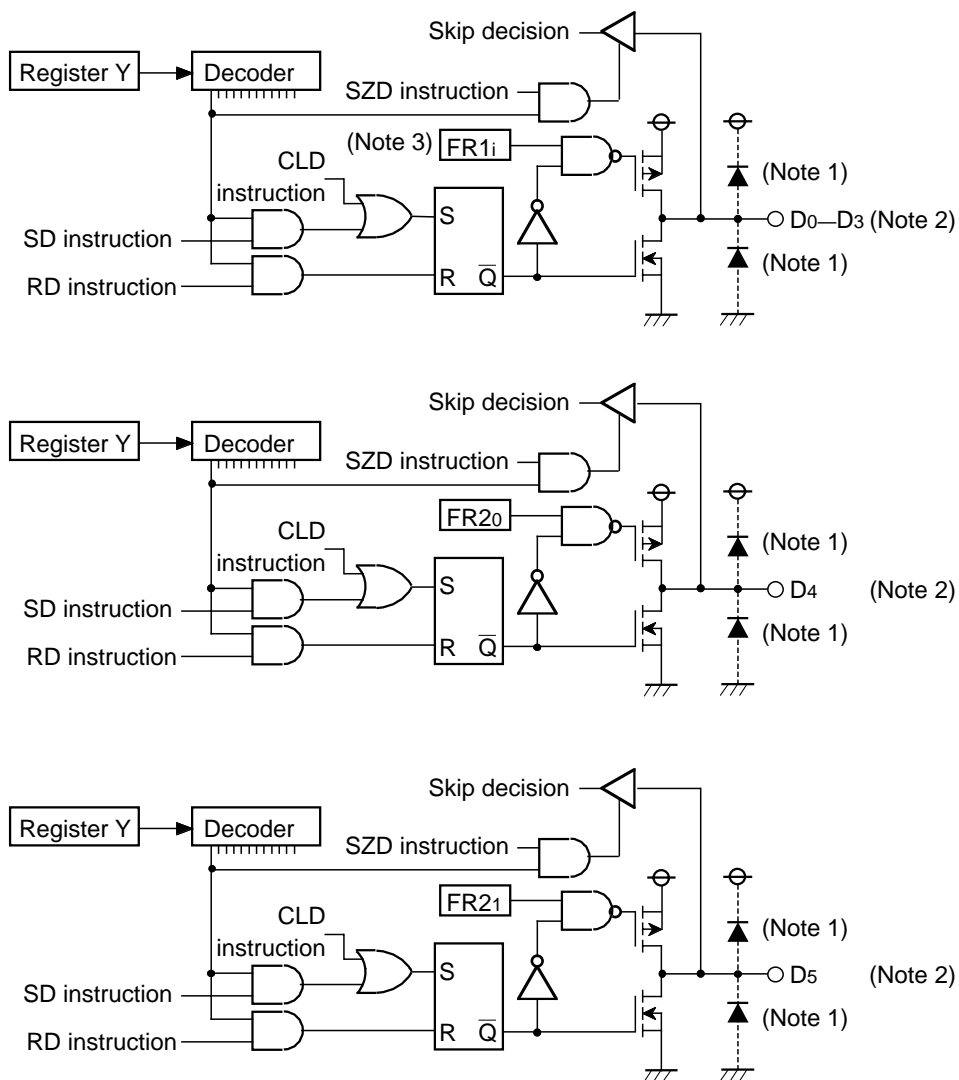 Skip decision
Register Y
Decoder
SZD instruction
(Note 3)
FR1i
CLD
instruction
(Note 1)
S
D0—D3 (Note 2)
SD instruction
(Note 1)
R Q
RD instruction
Skip decision
Register Y
Decoder
SZD instruction
FR20
CLD
instruction
(Note 1)
S
D4 (Note 2)
SD instruction
(Note 1)
R Q
RD instruction
Skip decision
Register Y
Decoder
SZD instruction
FR21
CLD
instruction
(Note 1)
S
D5 (Note 2)
SD instruction
(Note 1)
R Q
RD instruction